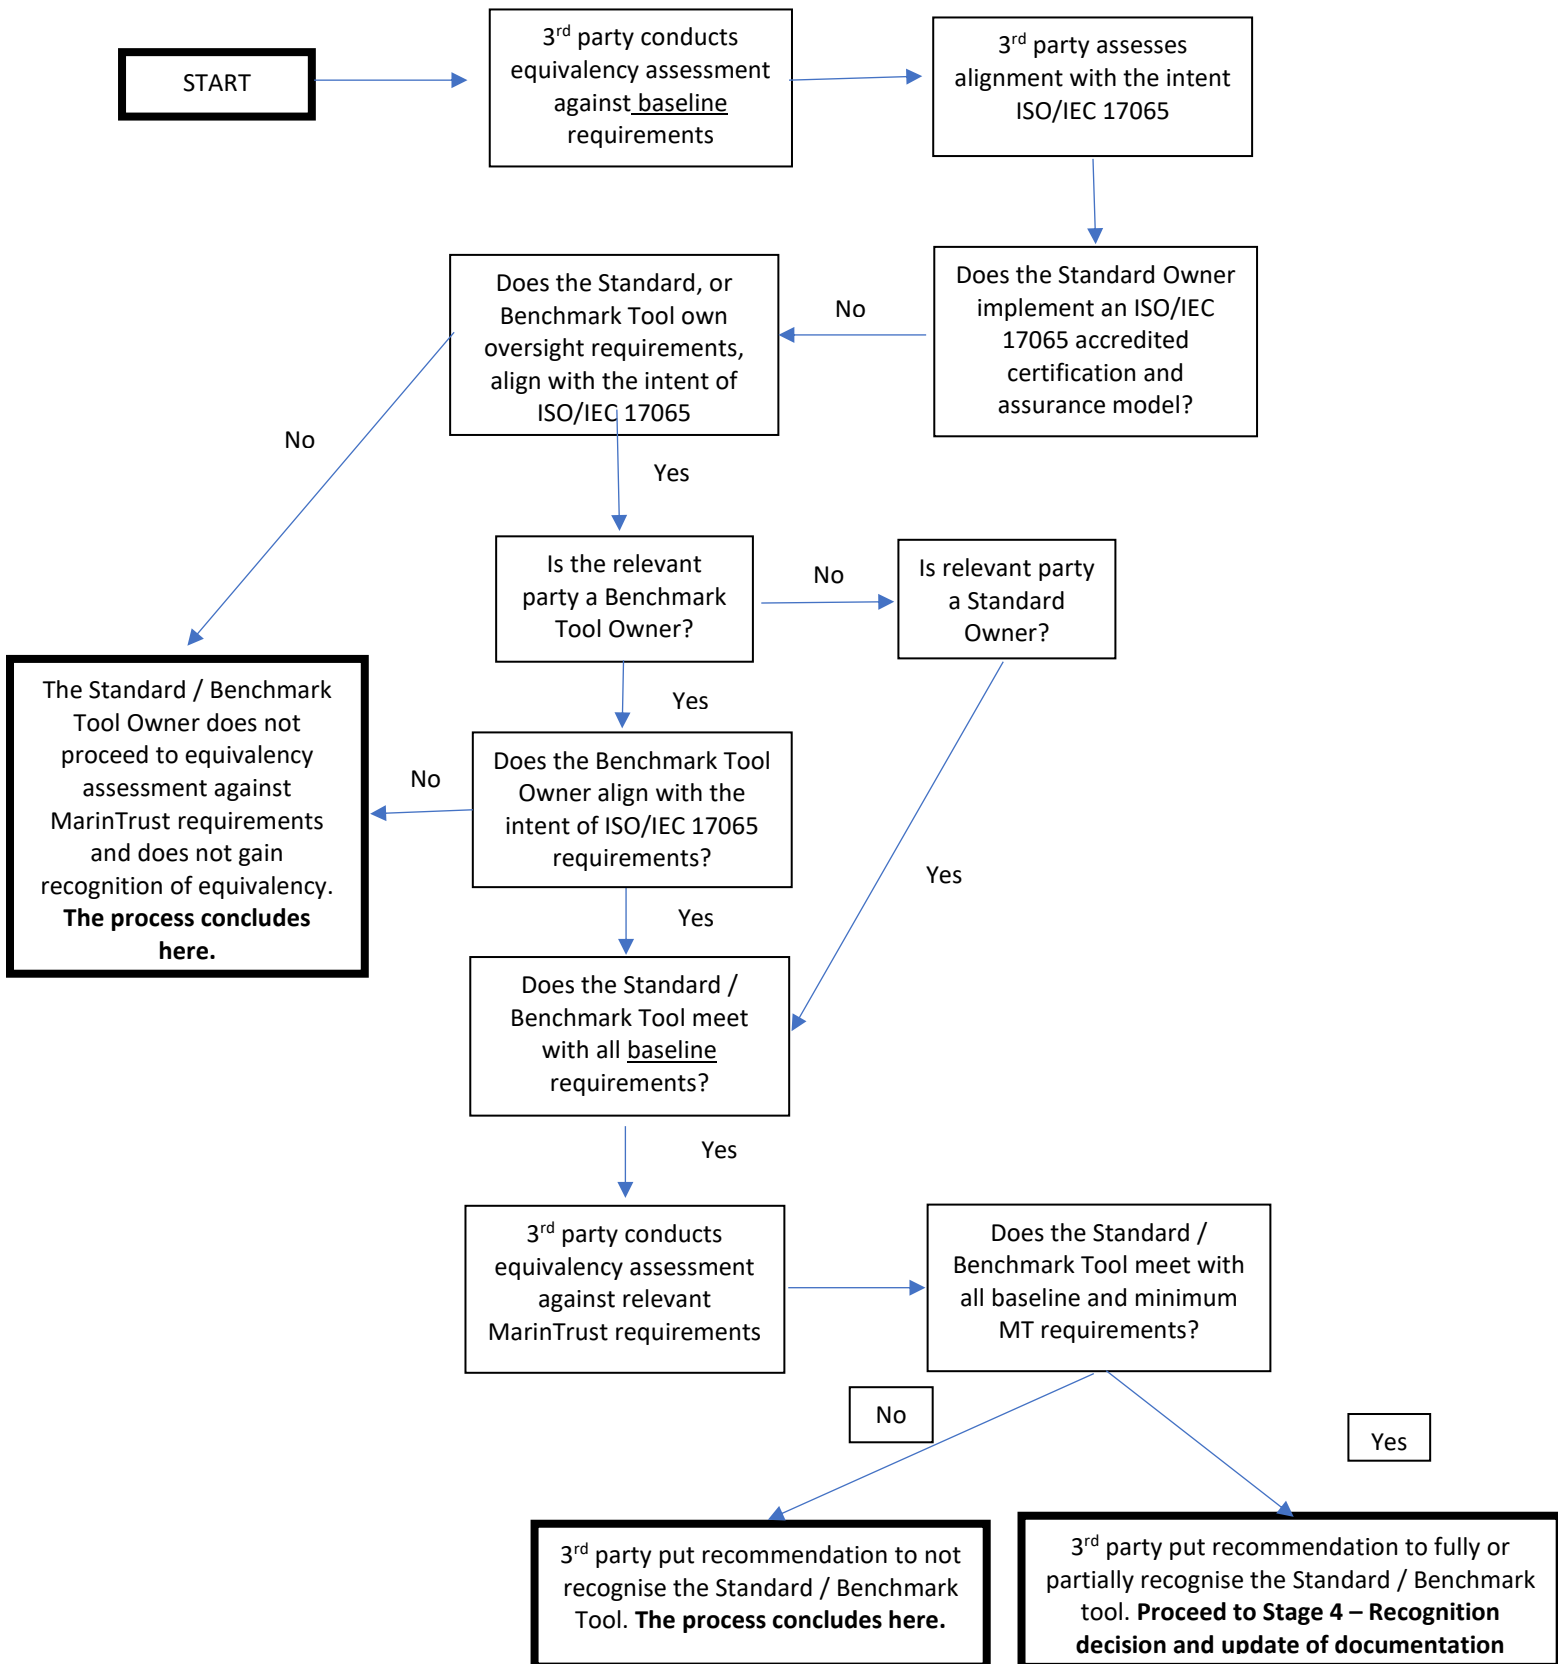 START
3rd party conducts
equivalency assessment
against baseline
requirements
3rd party assesses
alignment with the intent
ISO/IEC 17065
Does the Standard Owner
implement an ISO/IEC
17065 accredited
certification and
assurance model?
No
Does the Standard, or
Benchmark Tool own
oversight requirements,
align with the intent of
ISO/IEC 17065
No
Yes
Is the relevant
party a Benchmark
Tool Owner?
No
Is relevant party
a Standard
Owner?
Yes
Yes
The Standard / Benchmark
Tool Owner does not
proceed to equivalency
assessment against
MarinTrust requirements
and does not gain
recognition of equivalency.
The process concludes
here.
No
Does the Benchmark Tool
Owner align with the
intent of ISO/IEC 17065
requirements?
Yes
Does the Standard /
Benchmark Tool meet
with all baseline
requirements?
Yes
3rd party conducts
equivalency assessment
against relevant
MarinTrust requirements
Does the Standard /
Benchmark Tool meet with
all baseline and minimum
MT requirements?
No
Yes
3rd party put recommendation to not
recognise the Standard / Benchmark
Tool. The process concludes here.
3rd party put recommendation to fully or
partially recognise the Standard / Benchmark
tool. Proceed to Stage 4 – Recognition
decision and update of documentation